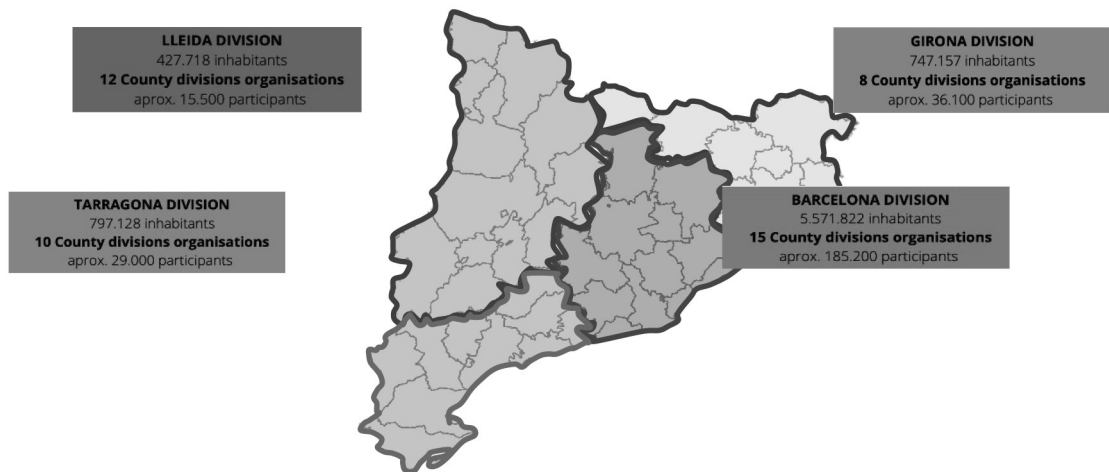 LLEIDA DIVISION
427.718 inhabitants
12 County divisions organisations
aprox. 15.500 participants
GIRONA DIVISION
747.157 inhabitants
8 County divisions organisations
aprox. 36.100 participants
TARRAGONA DIVISION
797.128 inhabitants
10 County divisions organisations
aprox. 29.000 participants
BARCELONA DIVISION
5.571.822 inhabitants
15 County divisions organisations
aprox. 185.200 participants